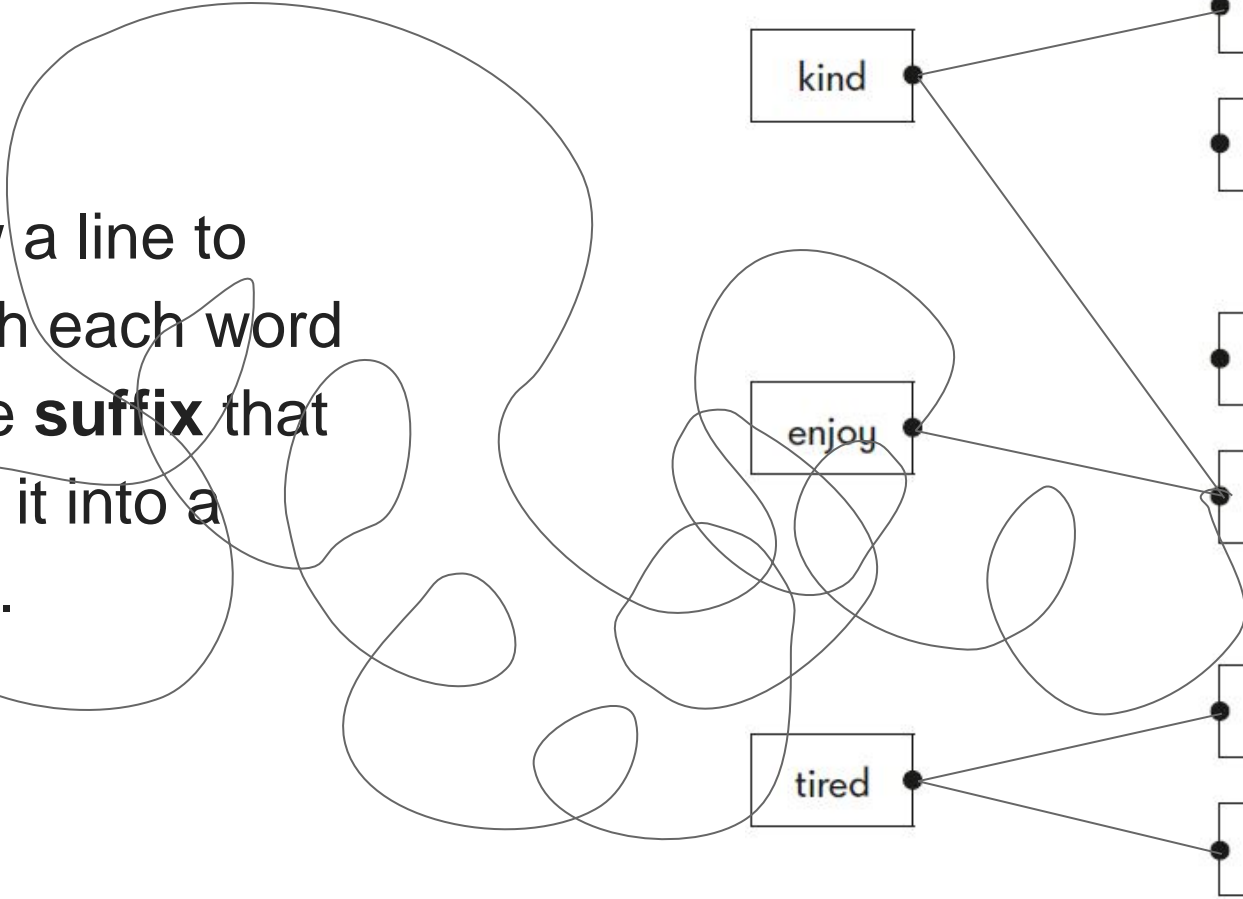 a line to
each word
suffix that
it into a
.
kind
enjoy
tired